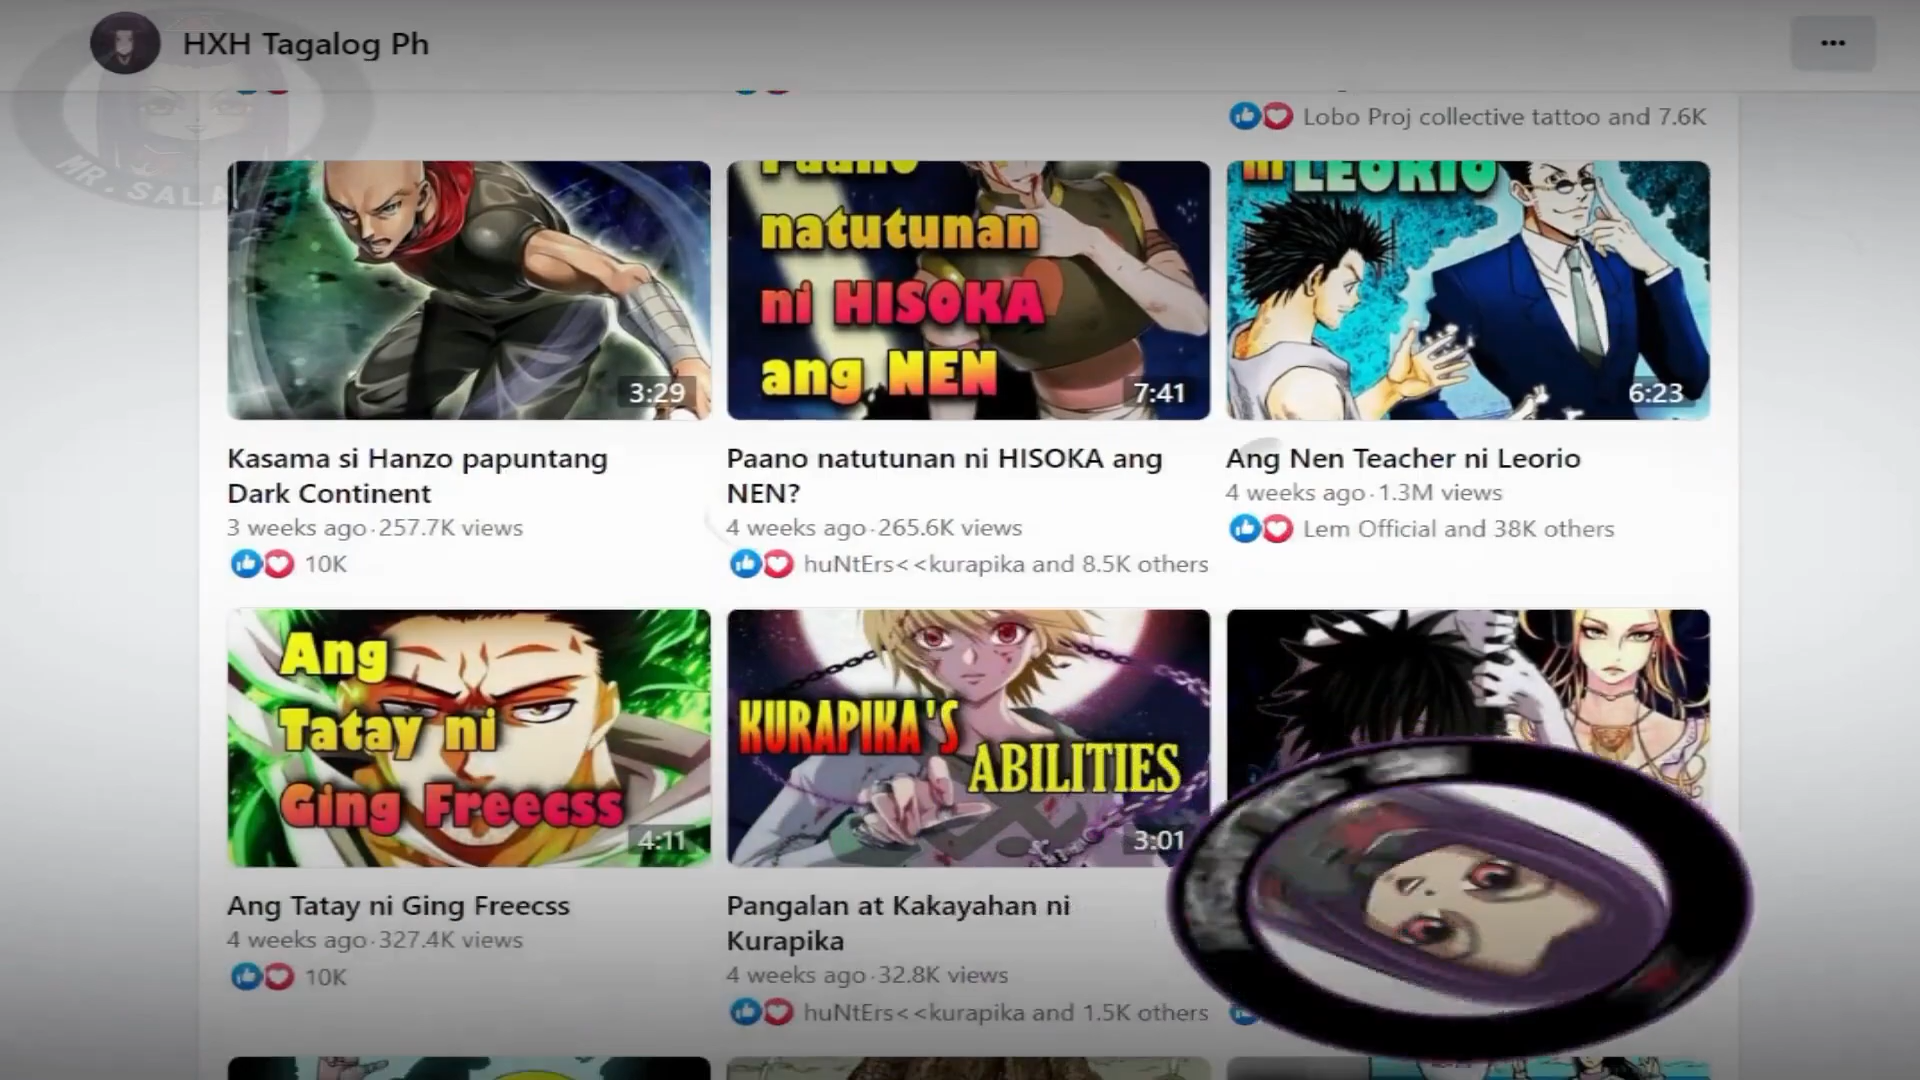 HXH Tagalog Ph
MR. SALA
Lobo Proj collective tattoo and 7.6K
Paano
natutunan
ni HISOKA
ang NEN
ni LEORIO
3:29
7:41
6:23
Kasama si Hanzo papuntang
Dark Continent
3 weeks ago · 257.7K views
10K
Paano natutunan ni HISOKA ang
NEN?
4 weeks ago · 265.6K views
huNtErs<<kurapika and 8.5K others
Ang Nen Teacher ni Leorio
4 weeks ago · 1.3M views
Lem Official and 38K others
Ang
Tatay ni
Ging Freecss
4:11
KURAPIKA'S
ABILITIES
3:01
Ang Tatay ni Ging Freecss
4 weeks ago · 327.4K views
10K
Pangalan at Kakayahan ni
Kurapika
4 weeks ago · 32.8K views
huNtErs<<kurapika and 1.5K others